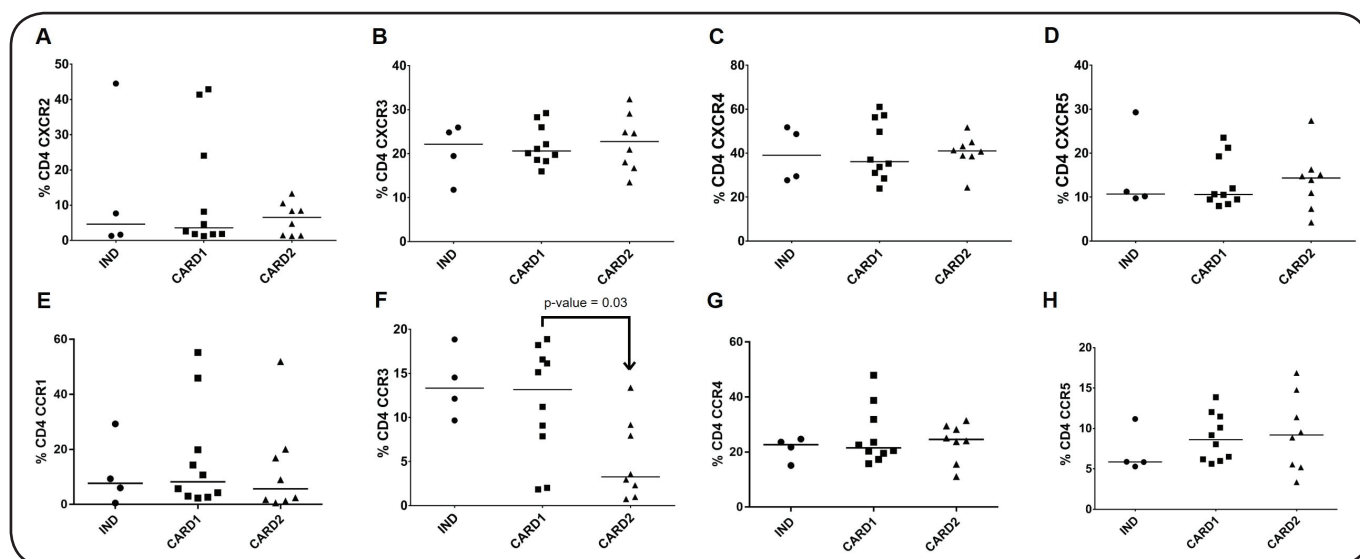 A
% CD4 CXCR2
50
40
30
20
10
0
IND
CARD1
CARD2
B
% CD4 CXCR3
40
30
20
10
0
IND
CARD1
CARD2
C
% CD4 CXCR4
80
60
40
20
0
IND
CARD1
CARD2
D
% CD4 CXCR5
40
30
20
10
0
IND
CARD1
CARD2
E
% CD4 CCR1
60
40
20
0
IND
CARD1
CARD2
F
p-value = 0.03
% CD4 CCR3
20
15
10
5
0
IND
CARD1
CARD2
G
% CD4 CCR4
60
40
20
0
IND
CARD1
CARD2
H
% CD4 CCR5
20
15
10
5
0
IND
CARD1
CARD2